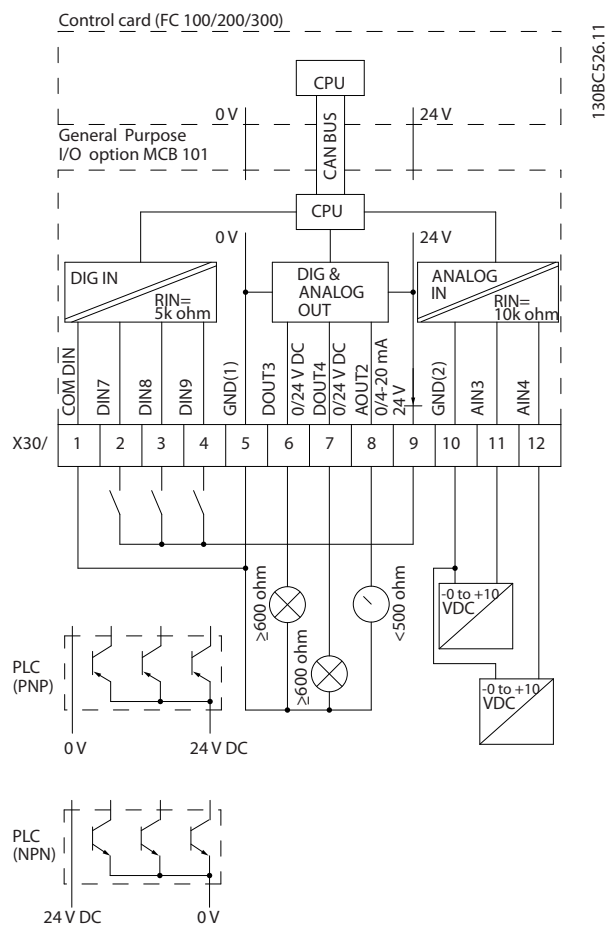 Control card (FC 100/200/300)
130BC526.11
CPU
0 V
24 V
General Purpose
I/O option MCB 101
CAN BUS
CPU
0 V
24 V
DIG IN
RIN=
5k ohm
DIG &
ANALOG
OUT
ANALOG
IN
RIN=
10k ohm
COM DIN
DIN7
DIN8
DIN9
GND(1)
DOUT3
0/24 V DC
DOUT4
0/24 V DC
AOUT2
0/4-20 mA
24 V
GND(2)
AIN3
AIN4
X30/
1
2
3
4
5
6
7
8
9
10
11
12
≥600 ohm
≥600 ohm
<500 ohm
-0 to +10
VDC
-0 to +10
VDC
PLC
(PNP)
0 V
24 V DC
PLC
(NPN)
24 V DC
0 V